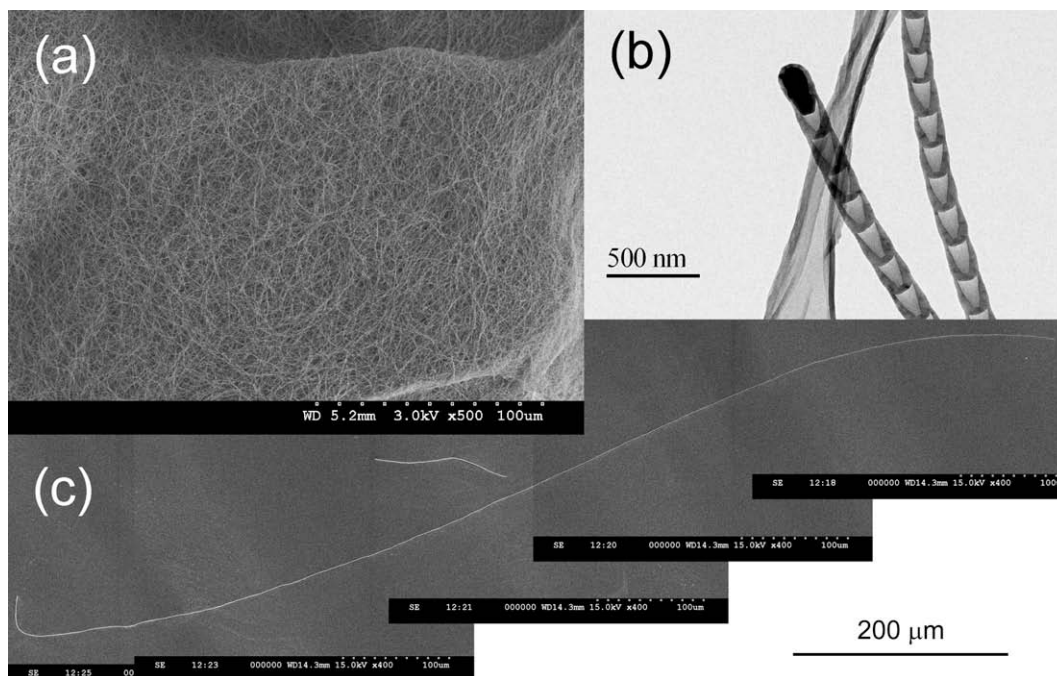 (a)
WD 5.2mm 3.0kV x500 100um
(b)
500 nm
(c)
SE 12:18 000000 WD14.3mm 15.0kV x400 100
SE 12:20 000000 WD14.3mm 15.0kV x400 100um
SE 12:21 000000 WD14.3mm 15.0kV x400 100um
SE 12:23 000000 WD14.3mm 15.0kV x400 100um
SE 12:25 00
200 μm